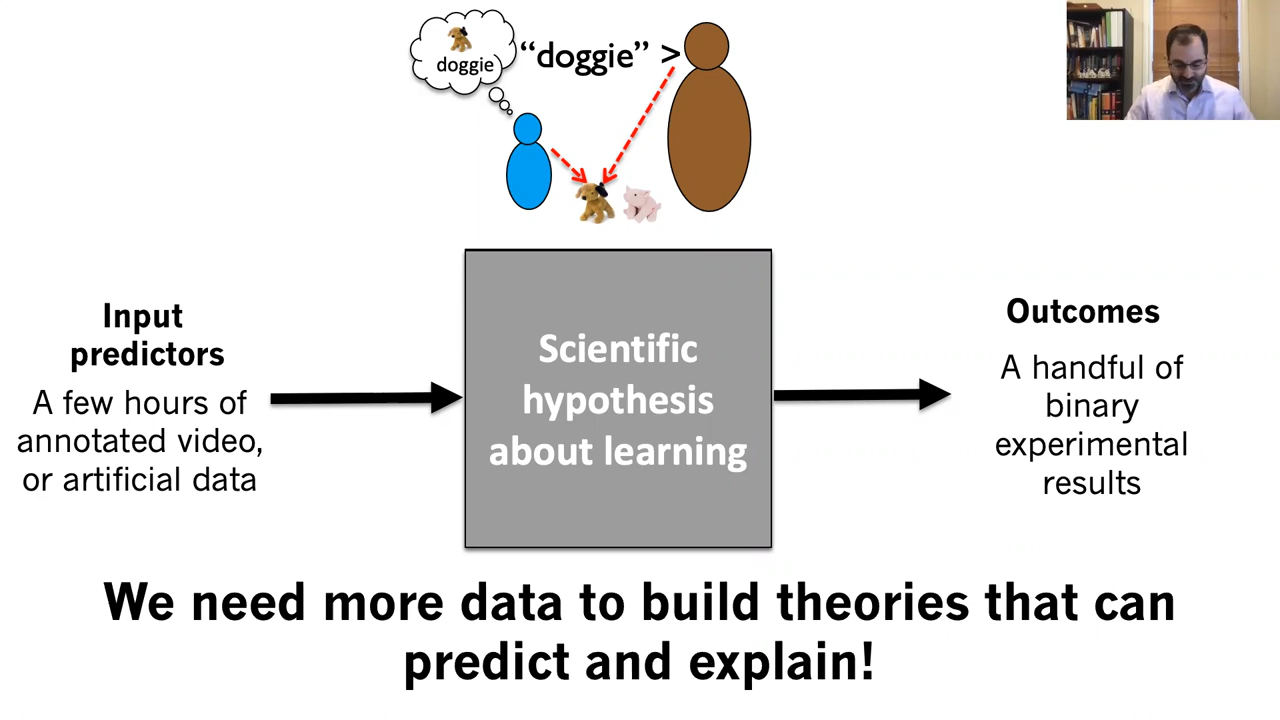 doggie
“doggie” >
Input
predictors
A few hours of
annotated video,
or artificial data
Scientific
hypothesis
about learning
Outcomes
A handful of
binary
experimental
results
We need more data to build theories that can
predict and explain!